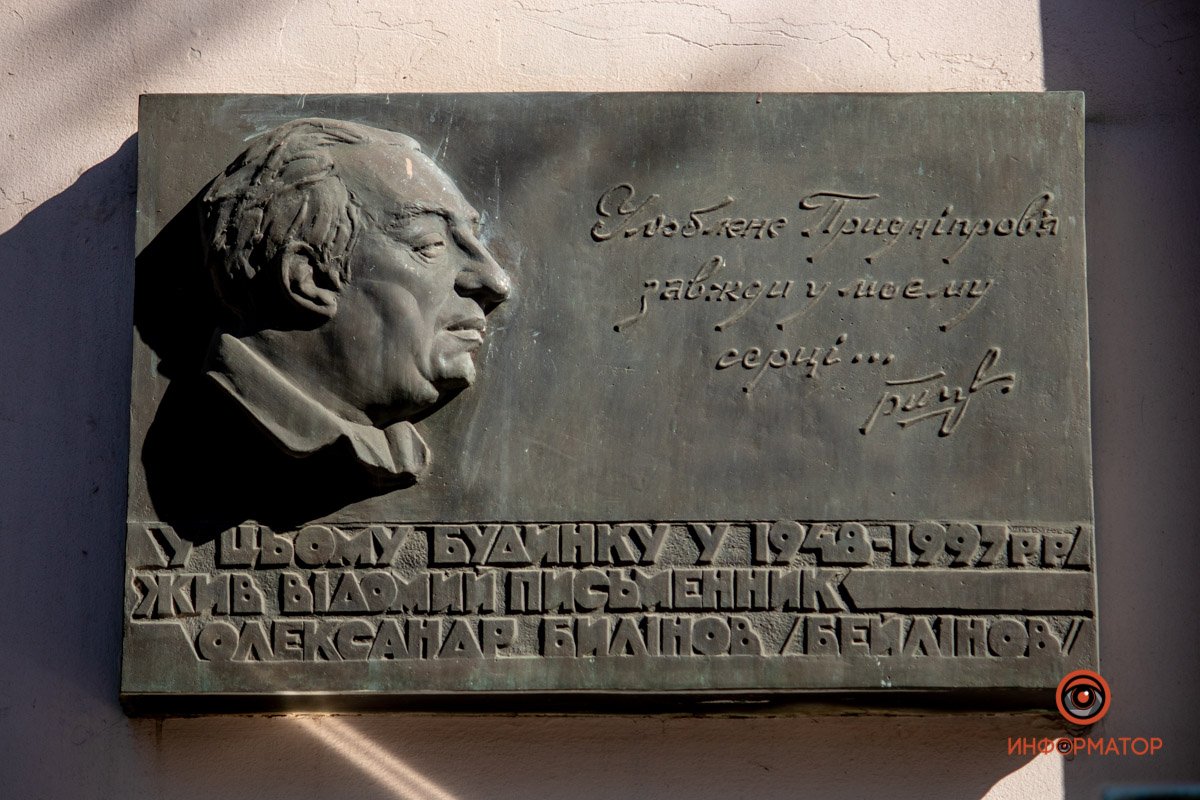 Улюблене Придніпров'я
завжди у моєму
серці...
У ЦЬОМУ БУДИНКУ У 1948-1997 РР/
ЖИВ ВІДОМИЙ ПИСЬМЕННИК
ОЛЕКСАНДР БИЛІНОВ /БЕЙЛІНОВ/
ИНФОРМАТОР